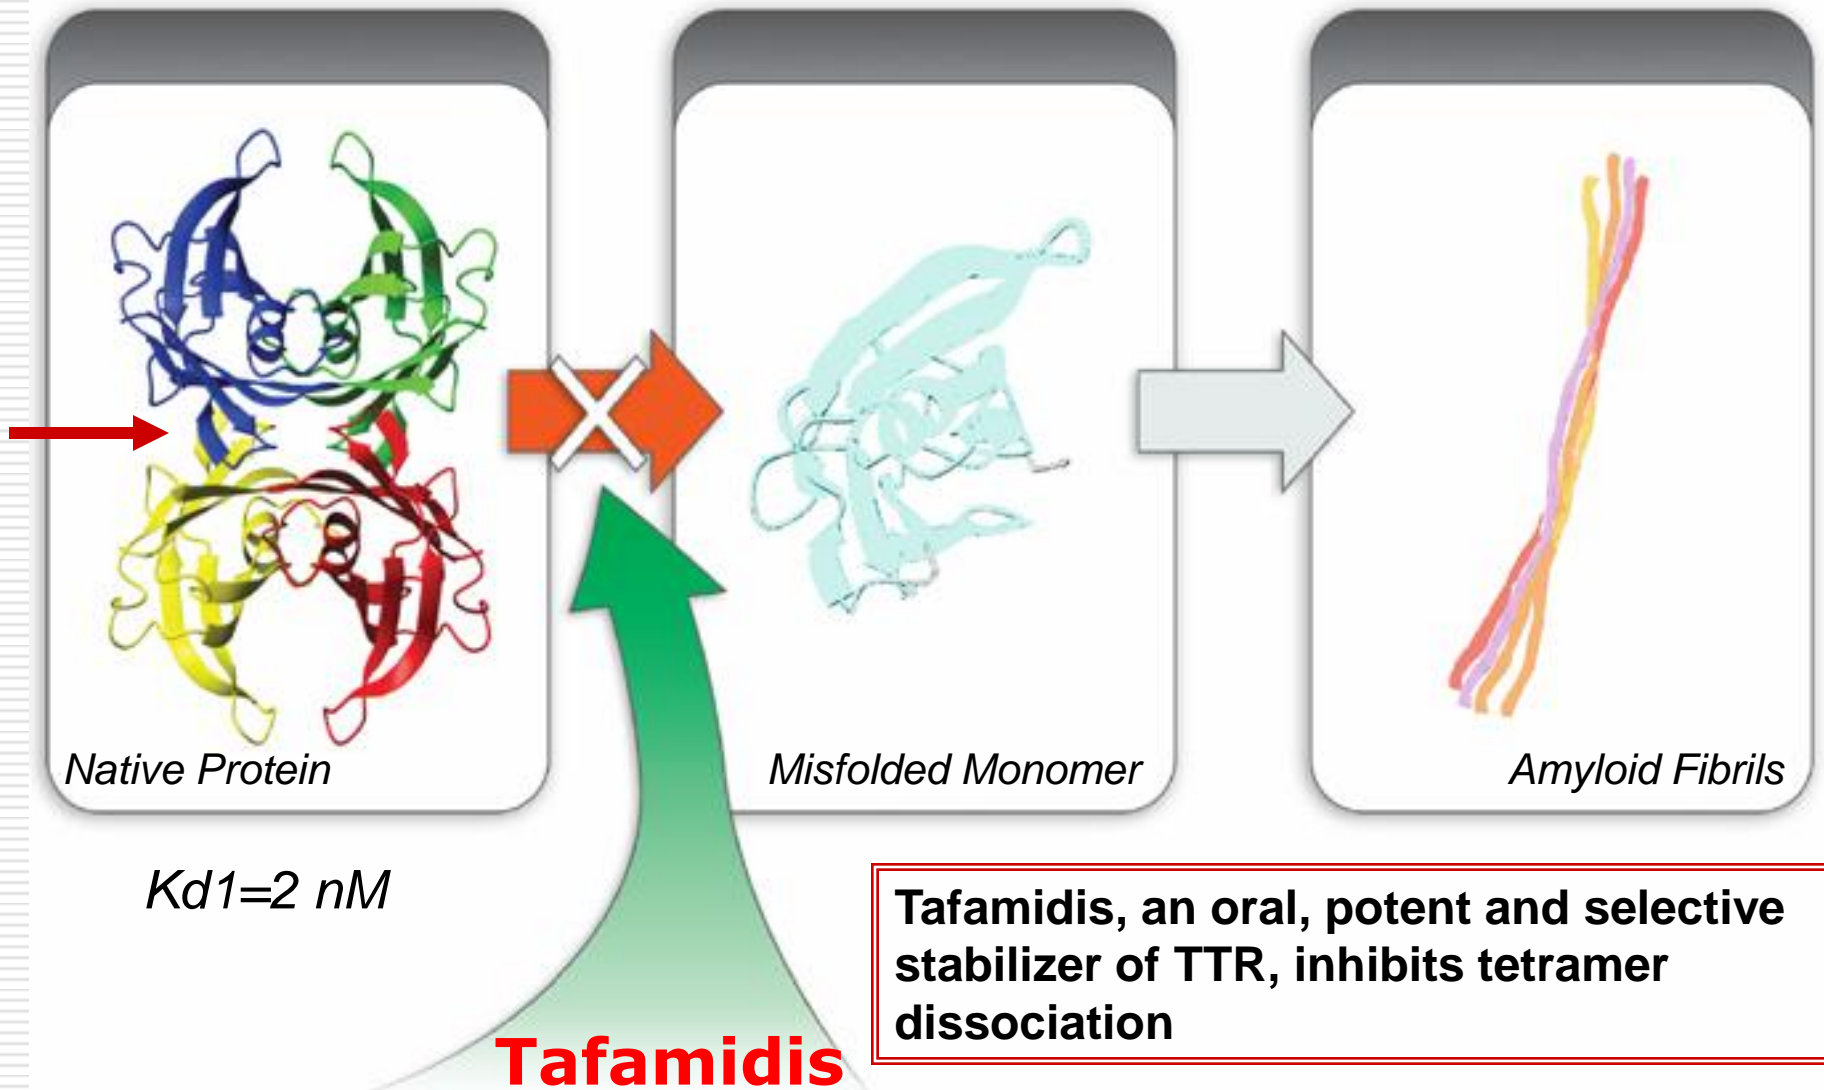 Native Protein
Misfolded Monomer
Amyloid Fibrils
Kd1=2 nM
Tafamidis, an oral, potent and selective
stabilizer of TTR, inhibits tetramer
dissociation
Tafamidis